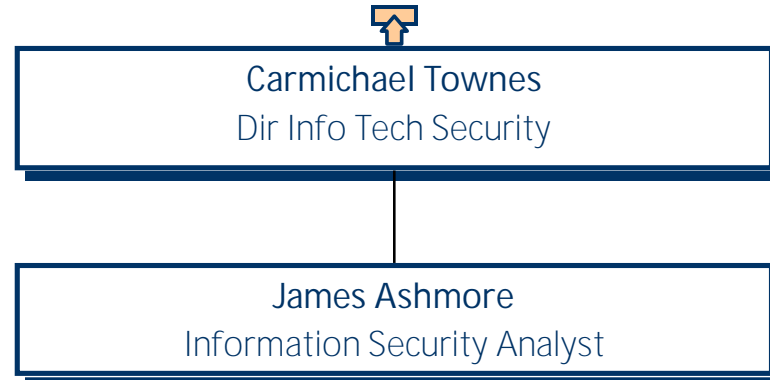 Carmichael Townes
Dir Info Tech Security
James Ashmore
Information Security Analyst